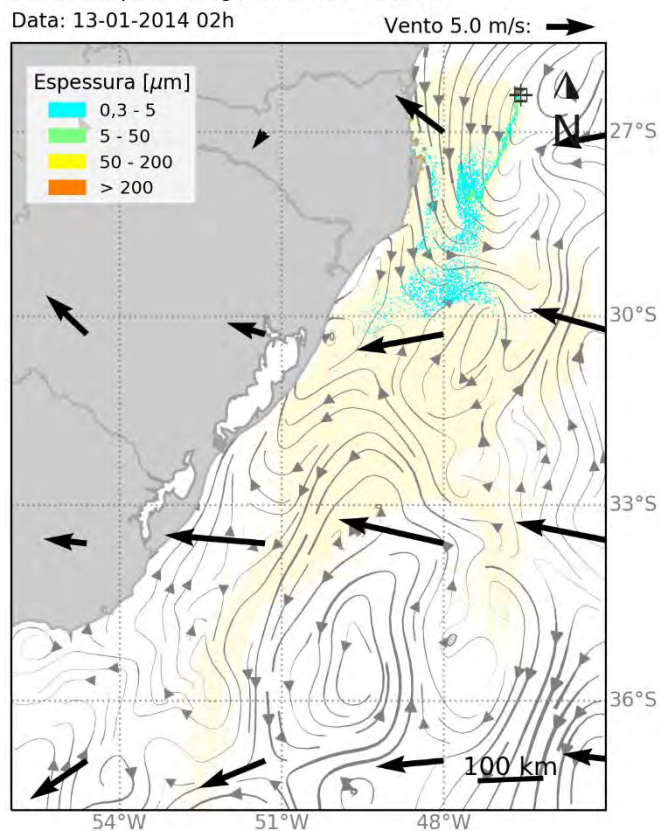 Data: 13-01-2014 02h
Vento 5.0 m/s:
Espessura [μm]
0,3 - 5
5 - 50
50 - 200
> 200
N
27°S
30°S
33°S
36°S
100 km
54°W
51°W
48°W